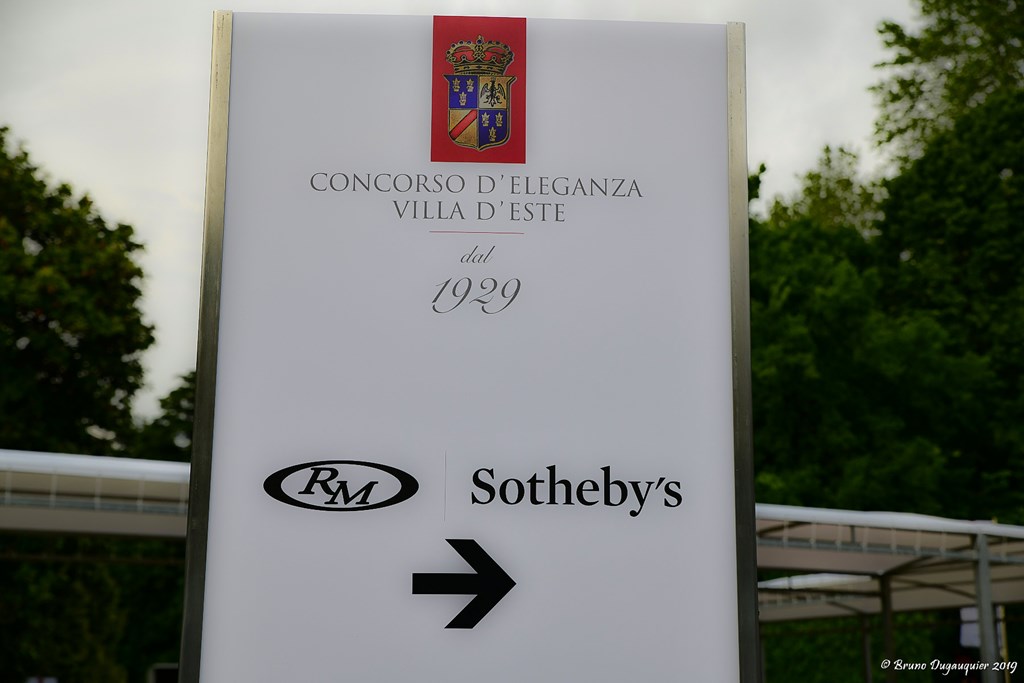 CONCORSO D'ELEGANZA
VILLA D'ESTE
dal
1929
RM Sotheby's
© Bruno Dugauquier 2019